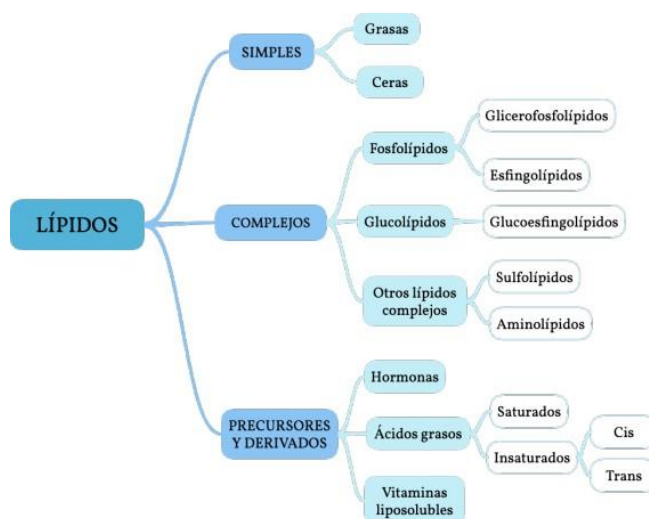 LÍPIDOS
SIMPLES
Grasas
Ceras
COMPLEJOS
Fosfolípidos
Glicerofosfolípidos
Esfingolípidos
Glucolípidos
Glucoesfingolípidos
Otros lípidos
complejos
Sulfolípidos
Aminolípidos
PRECURSORES
Y DERIVADOS
Hormonas
Ácidos grasos
Saturados
Insaturados
Cis
Trans
Vitaminas
liposolubles